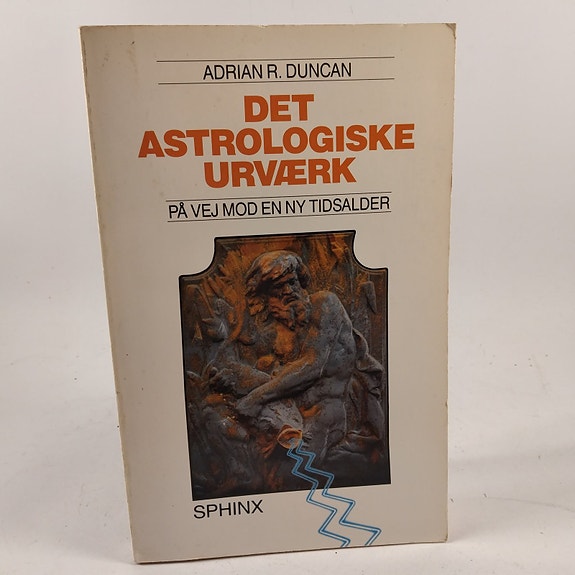 ADRIAN R. DUNCAN
DET
ASTROLOGISKE
URVÆRK
PÅ VEJ MOD EN NY TIDSALDER
SPHINX